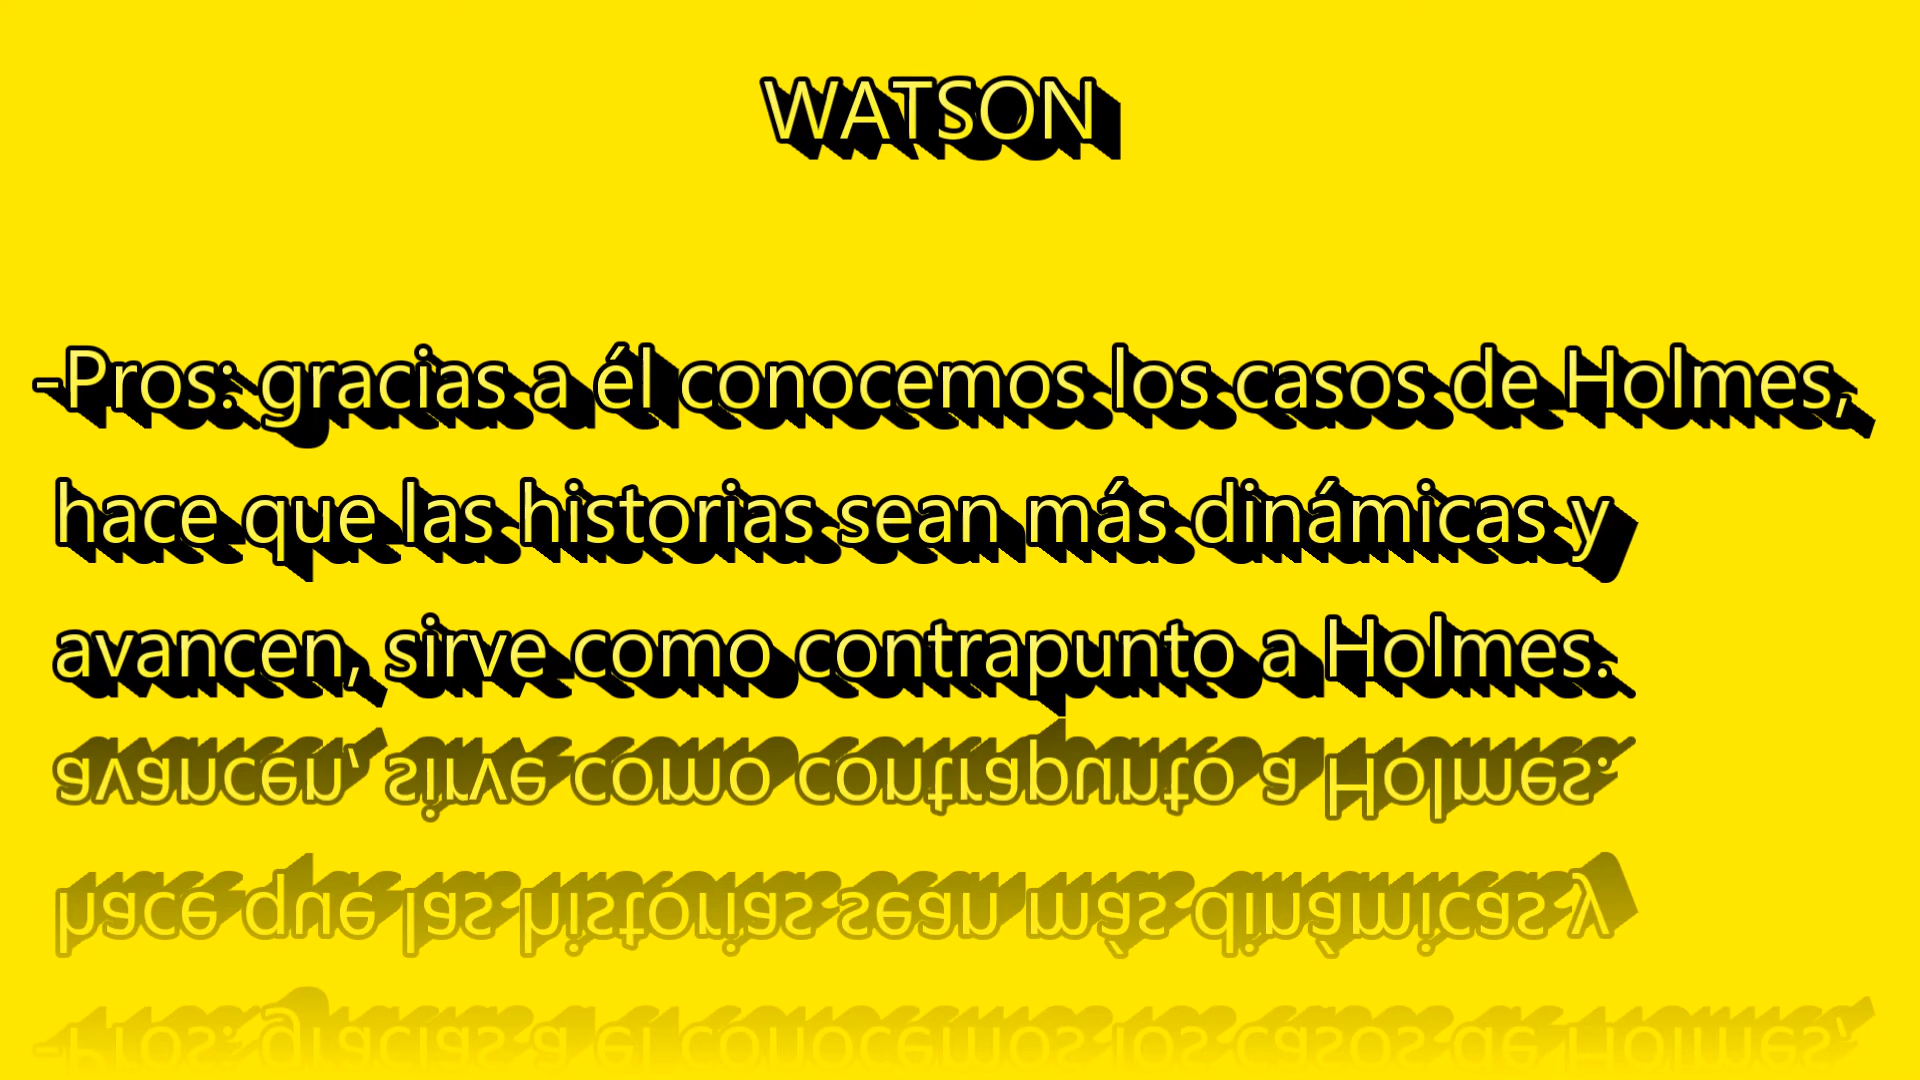 WATSON
-Pros: gracias a él conocemos los casos de Holmes,
hace que las historias sean más dinámicas y
avancen, sirve como contrapunto a Holmes.